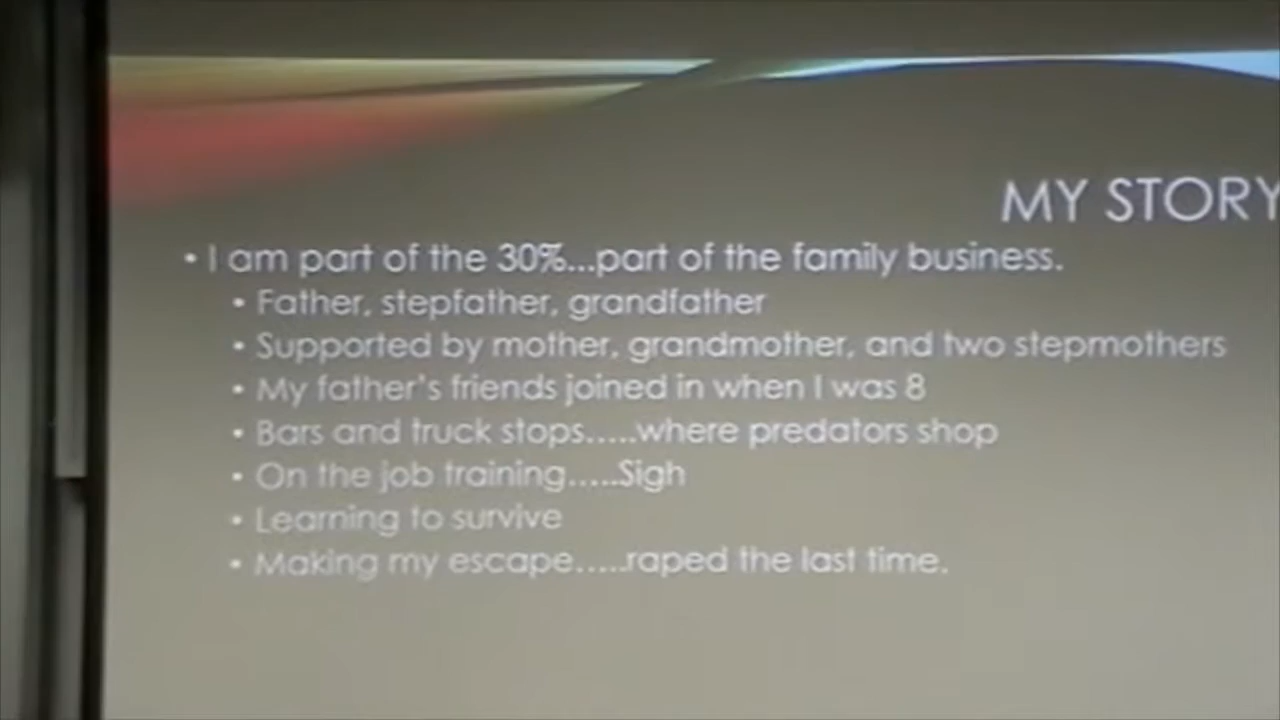 MY STORY
• I am part of the 30%...part of the family business.
• Father, stepfather, grandfather
• Supported by mother, grandmother, and two stepmothers
• My father's friends joined in when I was 8
• Bars and truck stops.....where predators shop
• On the job training.....Sigh
• Learning to survive
• Making my escape.....raped the last time.